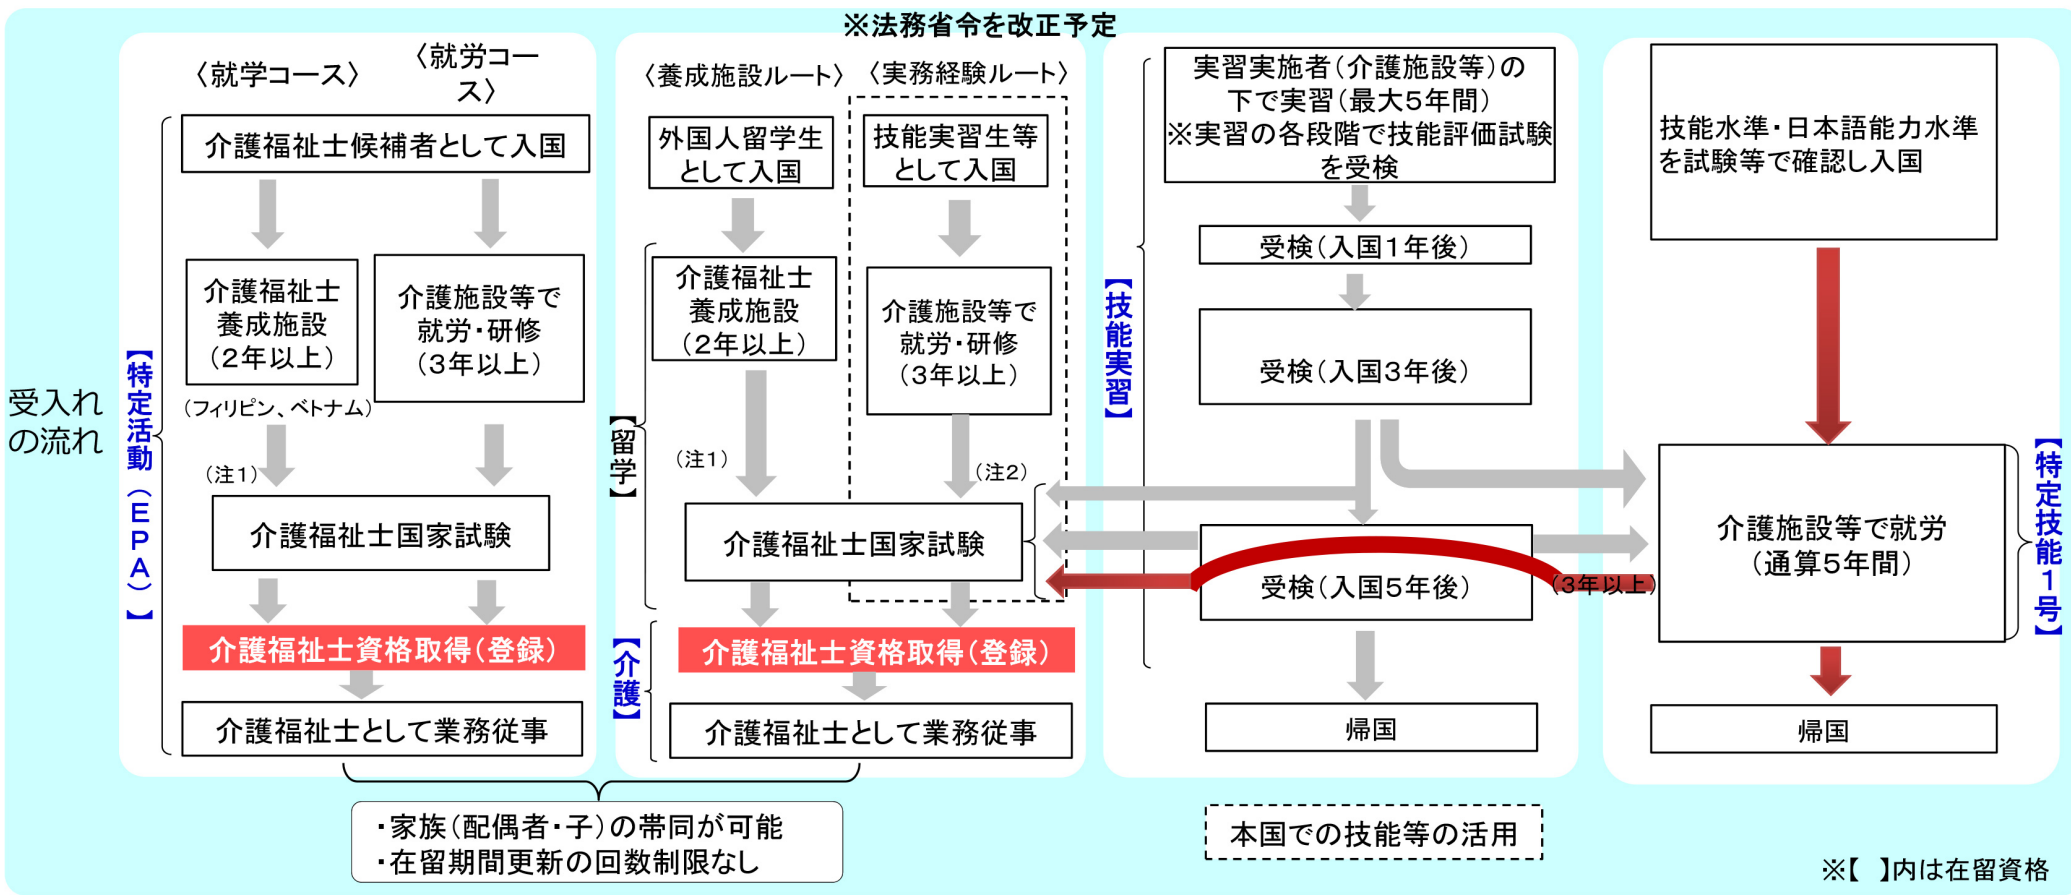 ※法務省令を改正予定
受入れ
の流れ
【特定活動（ＥＰＡ）】
〈就学コース〉
〈就労コー
ス〉
介護福祉士候補者として入国
介護福祉士
養成施設
（２年以上）
（フィリピン、ベトナム）
（注１）
介護施設等で
就労・研修
（３年以上）
介護福祉士国家試験
介護福祉士資格取得（登録）
介護福祉士として業務従事
〈養成施設ルート〉
〈実務経験ルート〉
【留学】
【介護】
外国人留学生
として入国
技能実習生等
として入国
介護福祉士
養成施設
（２年以上）
介護施設等で
就労・研修
（３年以上）
（注１）
（注２）
介護福祉士国家試験
介護福祉士資格取得（登録）
介護福祉士として業務従事
・家族（配偶者・子）の帯同が可能
・在留期間更新の回数制限なし
【技能実習】
実習実施者（介護施設等）の
下で実習（最大５年間）
※実習の各段階で技能評価試験
を受検
受検（入国１年後）
受検（入国３年後）
受検（入国５年後）
帰国
本国での技能等の活用
技能水準・日本語能力水準
を試験等で確認し入国
介護施設等で就労
（通算５年間）
（３年以上）
【特定技能１号】
帰国
※【　】内は在留資格